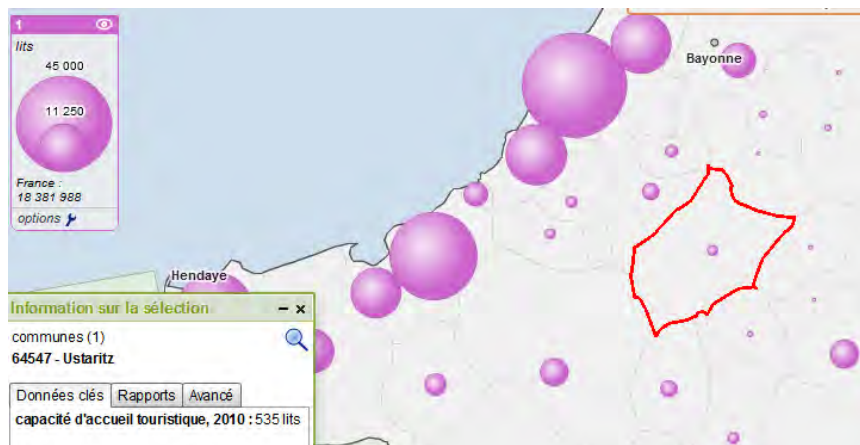 1
lits
45 000
11 250
France :
18 381 988
options
Bayonne
Hendaye
Information sur la sélection
communes (1)
64547 - Ustaritz
Données clés Rapports Avancé
capacité d'accueil touristique, 2010 : 535 lits